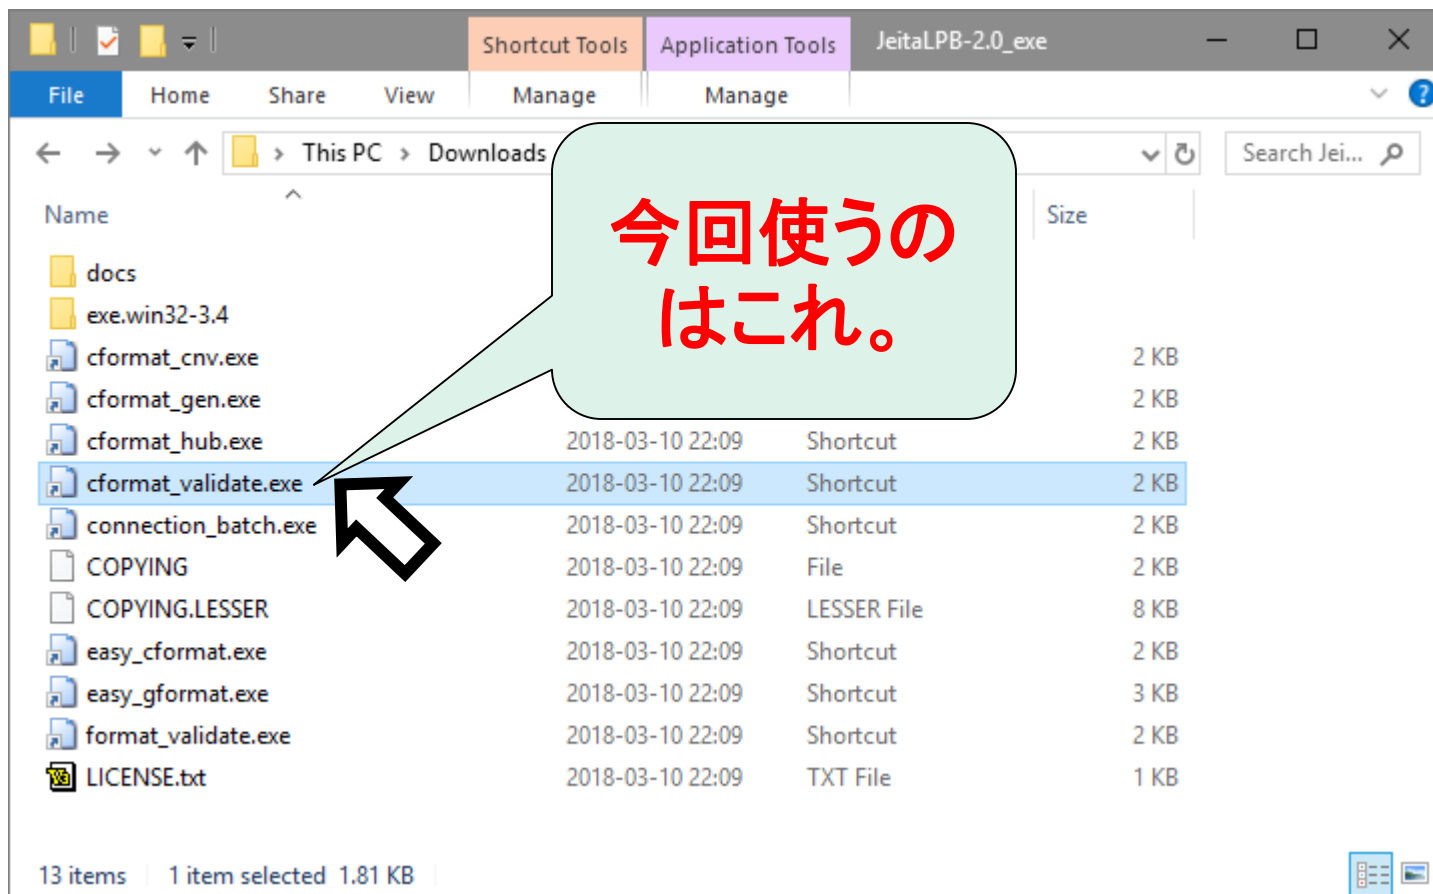 Shortcut Tools Application Tools JeitaLPB-2.0_exe
File Home Share View Manage Manage ?
This PC > Downloads Search Jei...
Name Size
今回使うの
はこれ。
docs
exe.win32-3.4
cformat_cnv.exe 2 KB
cformat_gen.exe 2 KB
cformat_hub.exe 2018-03-10 22:09 Shortcut 2 KB
cformat_validate.exe 2018-03-10 22:09 Shortcut 2 KB
connection_batch.exe 2018-03-10 22:09 Shortcut 2 KB
COPYING 2018-03-10 22:09 File 2 KB
COPYING.LESSER 2018-03-10 22:09 LESSER File 8 KB
easy_cformat.exe 2018-03-10 22:09 Shortcut 2 KB
easy_gformat.exe 2018-03-10 22:09 Shortcut 3 KB
format_validate.exe 2018-03-10 22:09 Shortcut 2 KB
LICENSE.txt 2018-03-10 22:09 TXT File 1 KB
13 items 1 item selected 1.81 KB